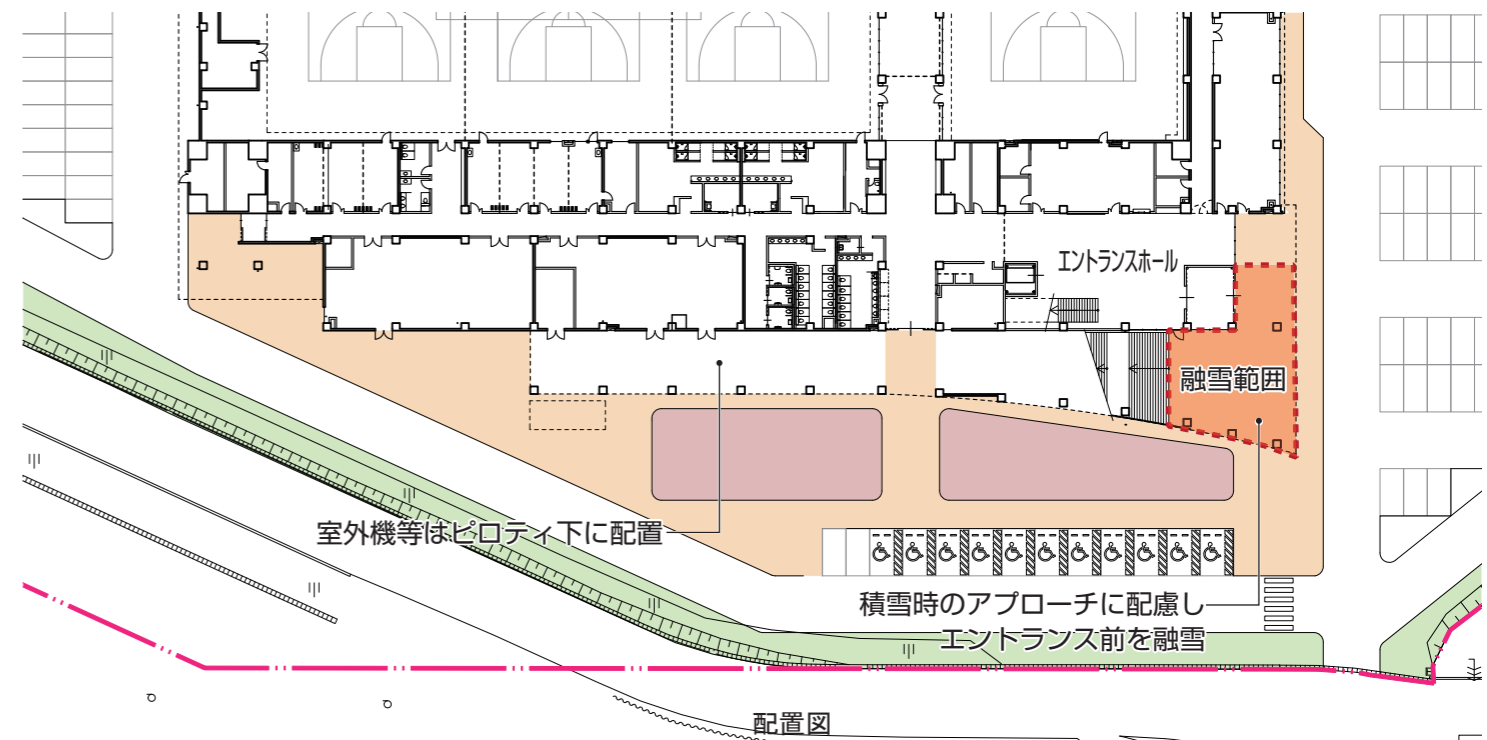 エントランスホール
融雪範囲
室外機等はピロティ下に配置
積雪時のアプローチに配慮し
エントランス前を融雪
配置図